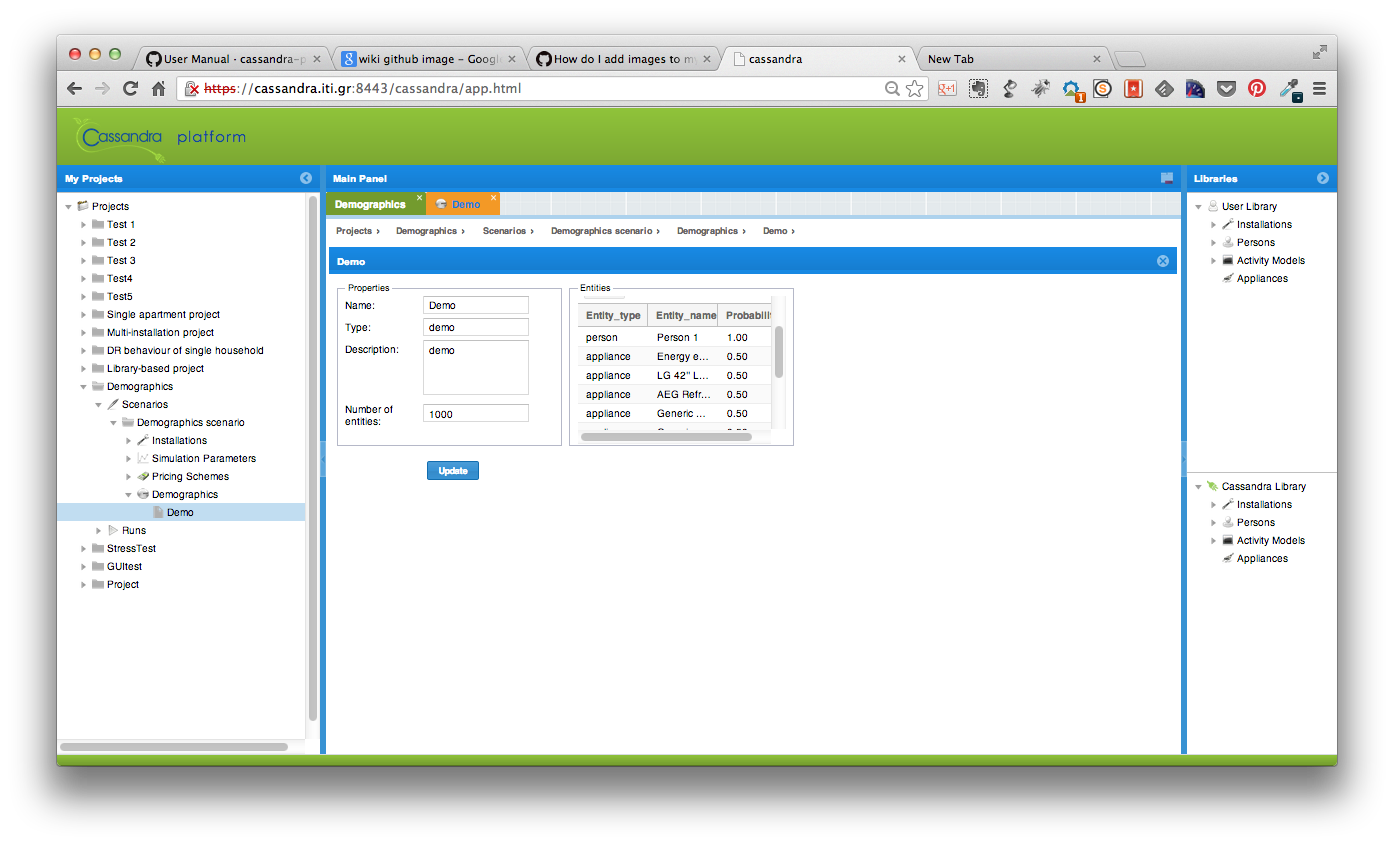 User Manual · cassandra-p
wiki github image – Googl
How do I add images to my
cassandra
New Tab
https://cassandra.iti.gr:8443/cassandra/app.html
Cassandra platform
My Projects
Projects
Test 1
Test 2
Test 3
Test4
Test5
Single apartment project
Multi-installation project
DR behaviour of single household
Library-based project
Demographics
Scenarios
Demographics scenario
Installations
Simulation Parameters
Pricing Schemes
Demographics
Demo
Runs
StressTest
GUItest
Project
Main Panel
Demographics
Demo
Projects › Demographics › Scenarios › Demographics scenario › Demographics › Demo ›
Demo
Properties
Name: Demo
Type: demo
Description: demo
Number of entities: 1000
Update
Entities
Entity_type Entity_name Probabilit
person Person 1 1.00
appliance Energy e... 0.50
appliance LG 42" L... 0.50
appliance AEG Refr... 0.50
appliance Generic ... 0.50
Libraries
User Library
Installations
Persons
Activity Models
Appliances
Cassandra Library
Installations
Persons
Activity Models
Appliances